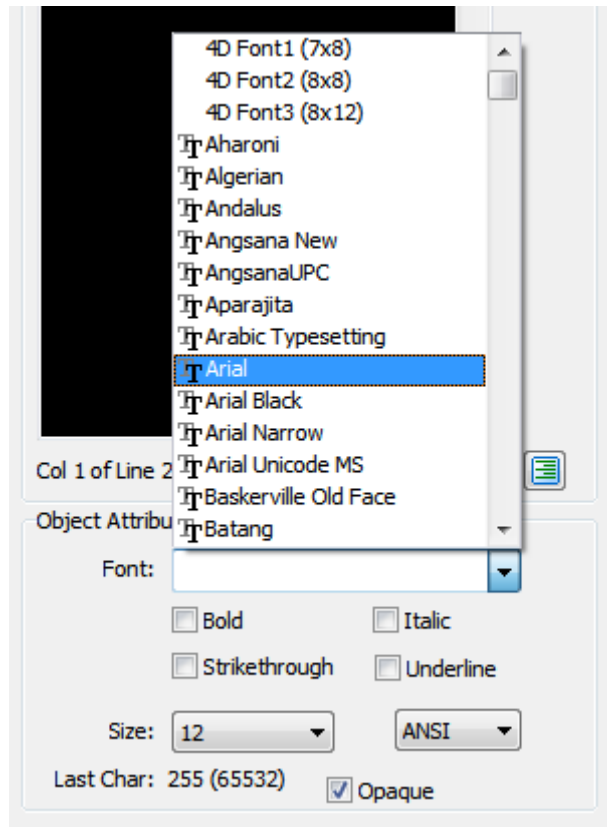 4D Font1 (7x8)
4D Font2 (8x8)
4D Font3 (8x12)
Aharoni
Algerian
Andalus
Angsana New
AngsanaUPC
Aparajita
Arabic Typesetting
Arial
Arial Black
Arial Narrow
Arial Unicode MS
Baskerville Old Face
Batang
Col 1 of Line 2
Object Attribu
Font:
Bold Italic
Strikethrough Underline
Size: 12 ANSI
Last Char: 255 (65532) Opaque